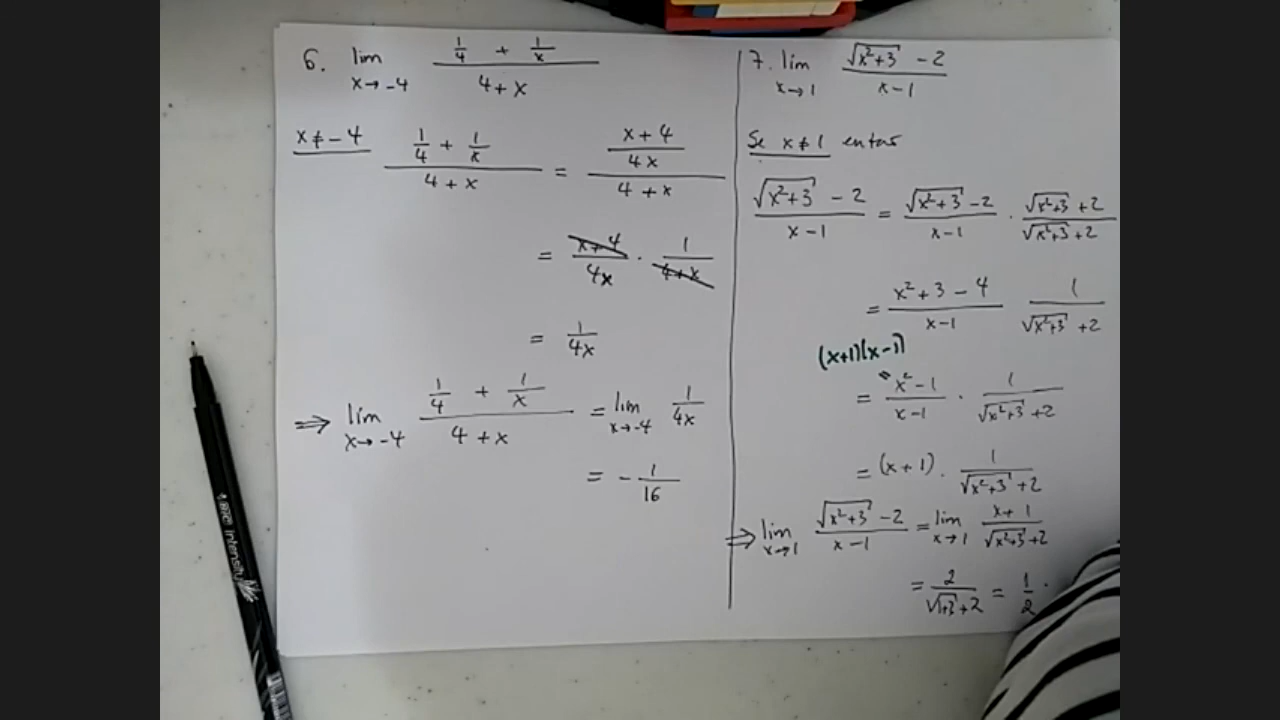 6. lim x→-4 (1/4 + 1/x)/(4+x)
x≠-4 (1/4 + 1/x)/(4+x) = ((x+4)/(4x))/(4+x)
= (x+4)/(4x) · 1/(4+x)
= 1/(4x)
⇒ lim x→-4 (1/4 + 1/x)/(4+x) = lim x→-4 1/(4x)
= -1/16
7. lim x→1 (√(x²+3) - 2)/(x-1)
Se x≠1 entas
(√(x²+3) - 2)/(x-1) = (√(x²+3) - 2)/(x-1) · (√(x²+3) + 2)/(√(x²+3) + 2)
= (x²+3-4)/(x-1) 1/(√(x²+3) + 2)
(x+1)(x-1)
= (x²-1)/(x-1) · 1/(√(x²+3) + 2)
= (x+1) · 1/(√(x²+3) + 2)
⇒ lim x→1 (√(x²+3) - 2)/(x-1) = lim x→1 (x+1)/(√(x²+3) + 2)
= 2/(√(1+3) + 2) = 1/2.
BIC Intensity